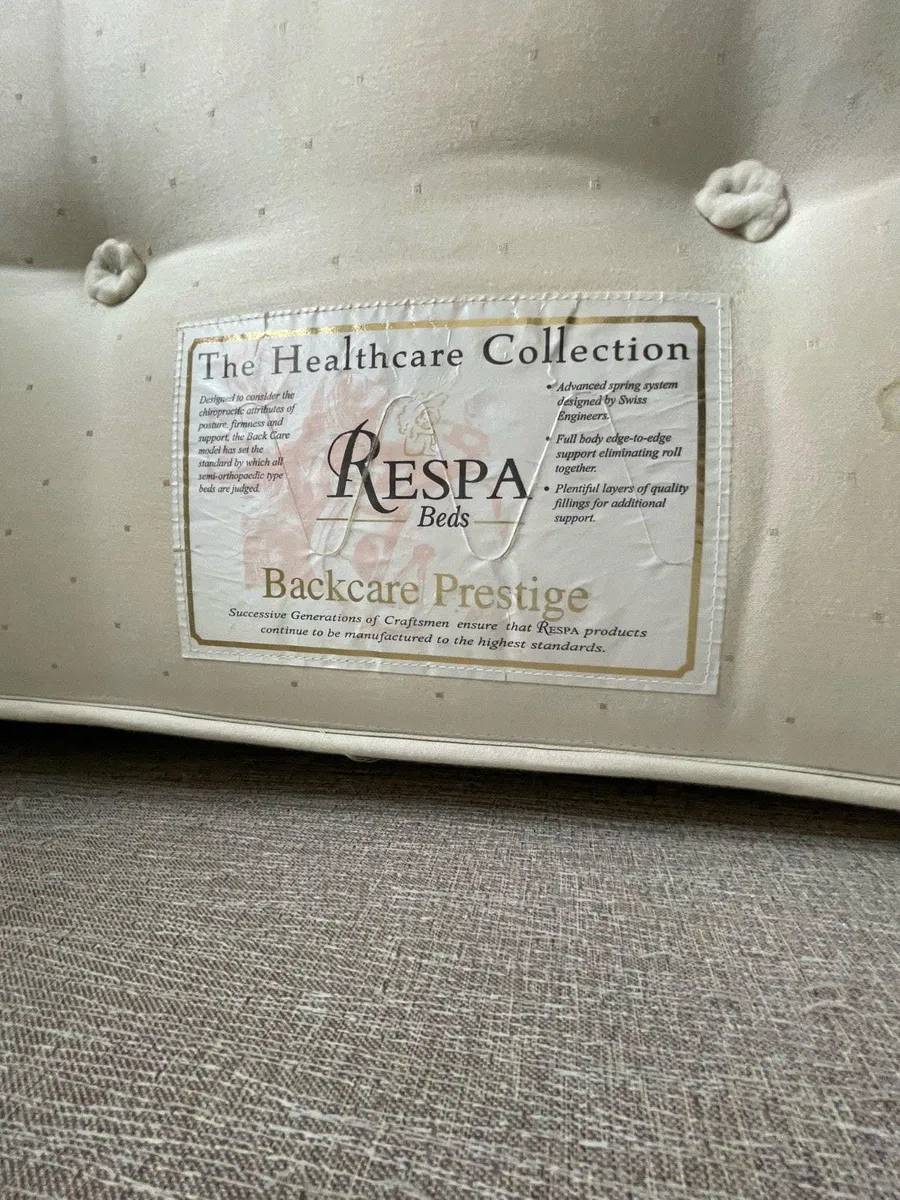 The Healthcare Collection
Designed to consider the
chiropractic attributes of
posture, firmness and
support, the Back Care
model has set the
standard by which all
semi-orthopaedic type
beds are judged.
RESPA
Beds
• Advanced spring system
designed by Swiss
Engineers.
• Full body edge-to-edge
support eliminating roll
together.
• Plentiful layers of quality
fillings for additional
support.
Backcare Prestige
Successive Generations of Craftsmen ensure that RESPA products
continue to be manufactured to the highest standards.